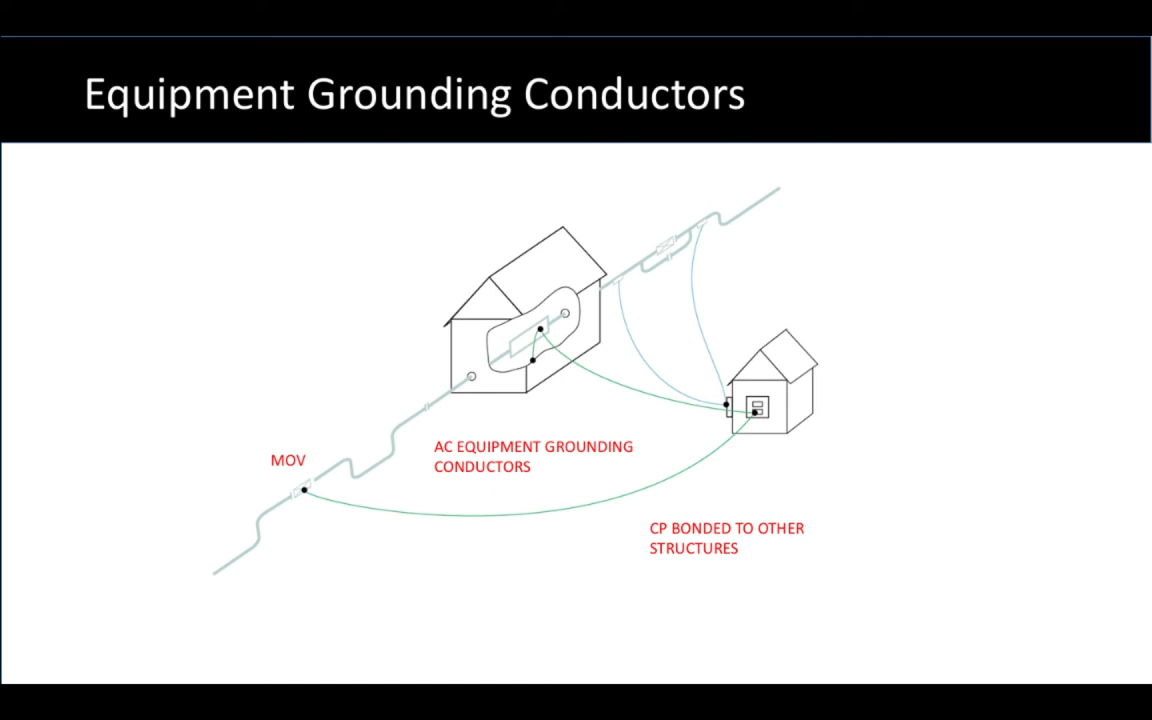 Equipment Grounding Conductors
MOV
AC EQUIPMENT GROUNDING
CONDUCTORS
CP BONDED TO OTHER
STRUCTURES